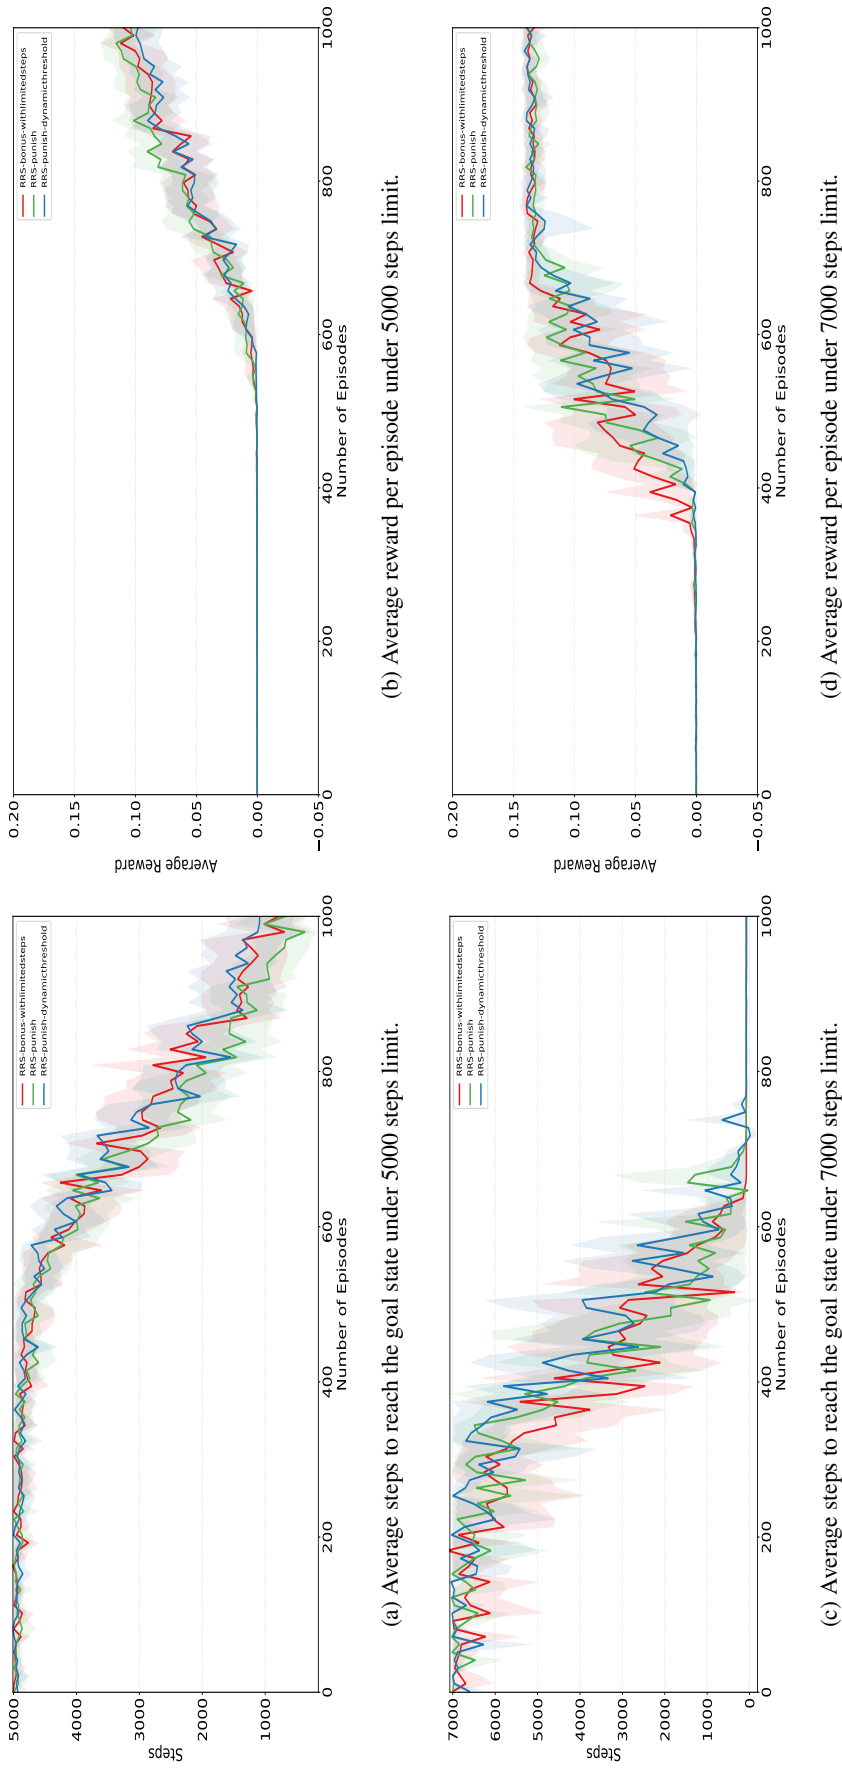 RRS-bonus-withlimitedsteps
RRS-punish
RRS-punish-dynamicthreshold
5000
4000
3000
2000
1000
Steps
0
200
400
600
800
1000
Number of Episodes
(a) Average steps to reach the goal state under 5000 steps limit.
RRS-bonus-withlimitedsteps
RRS-punish
RRS-punish-dynamicthreshold
0.20
0.15
0.10
0.05
0.00
−0.05
Average Reward
0
200
400
600
800
1000
Number of Episodes
(b) Average reward per episode under 5000 steps limit.
RRS-bonus-withlimitedsteps
RRS-punish
RRS-punish-dynamicthreshold
7000
6000
5000
4000
3000
2000
1000
0
Steps
0
200
400
600
800
1000
Number of Episodes
(c) Average steps to reach the goal state under 7000 steps limit.
RRS-bonus-withlimitedsteps
RRS-punish
RRS-punish-dynamicthreshold
0.20
0.15
0.10
0.05
0.00
−0.05
Average Reward
0
200
400
600
800
1000
Number of Episodes
(d) Average reward per episode under 7000 steps limit.